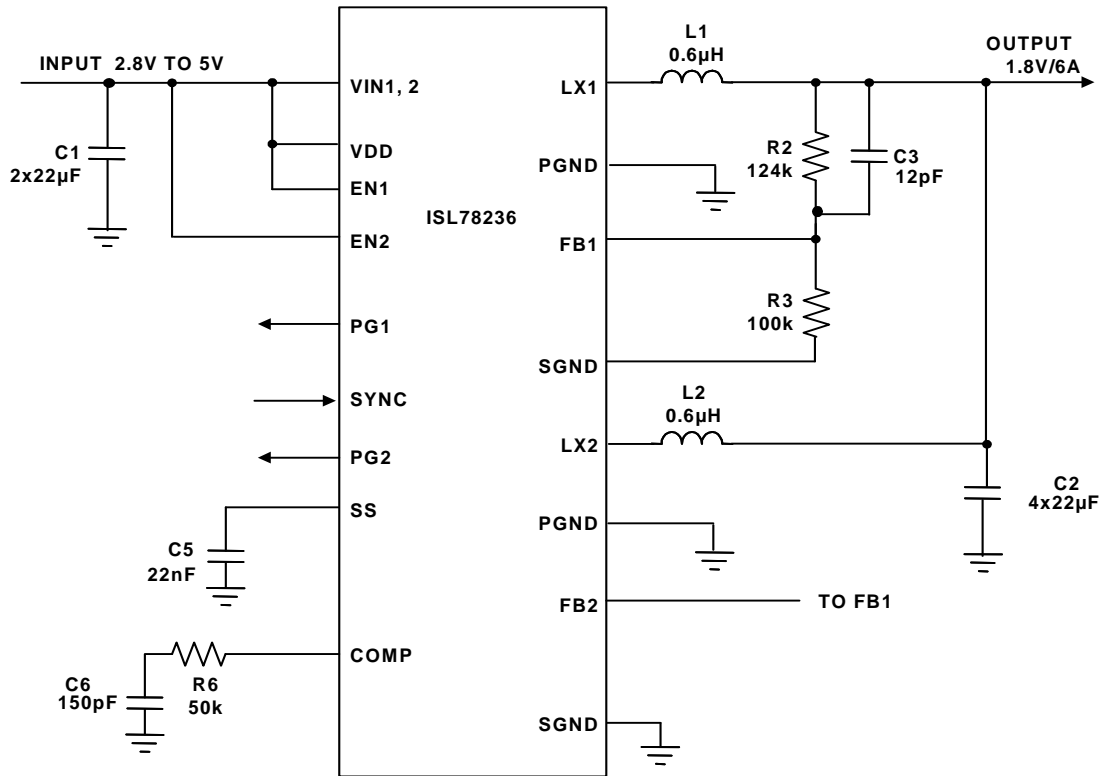 INPUT 2.8V TO 5V
C1
2x22µF
VIN1, 2
VDD
EN1
EN2
PG1
SYNC
PG2
SS
C5
22nF
COMP
C6
150pF
R6
50k
ISL78236
LX1
PGND
FB1
SGND
LX2
PGND
FB2
SGND
L1
0.6µH
OUTPUT
1.8V/6A
R2
124k
C3
12pF
R3
100k
L2
0.6µH
C2
4x22µF
TO FB1